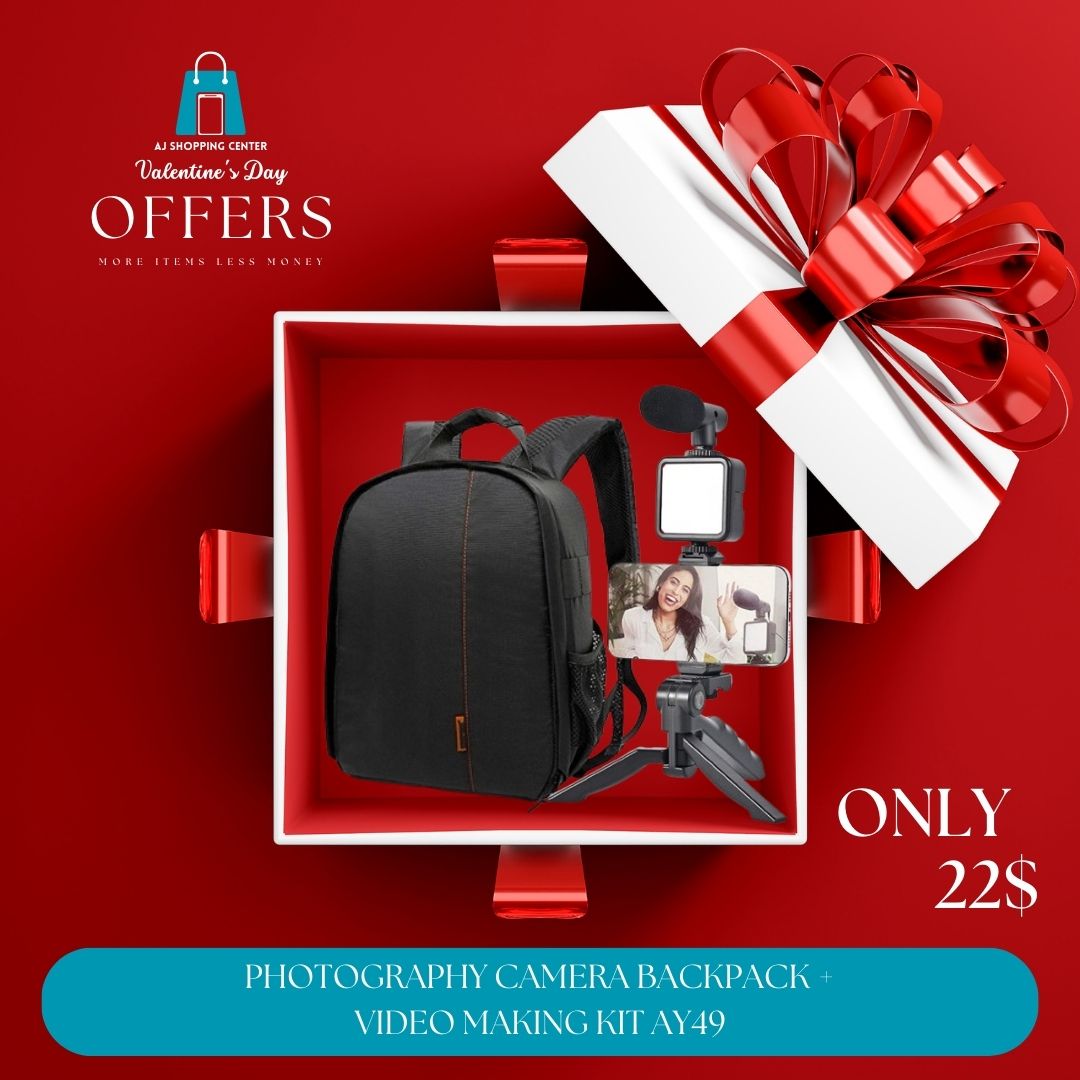 AJ SHOPPING CENTER
Valentine's Day
OFFERS
MORE ITEMS LESS MONEY
ONLY
22$
PHOTOGRAPHY CAMERA BACKPACK +
VIDEO MAKING KIT AY49